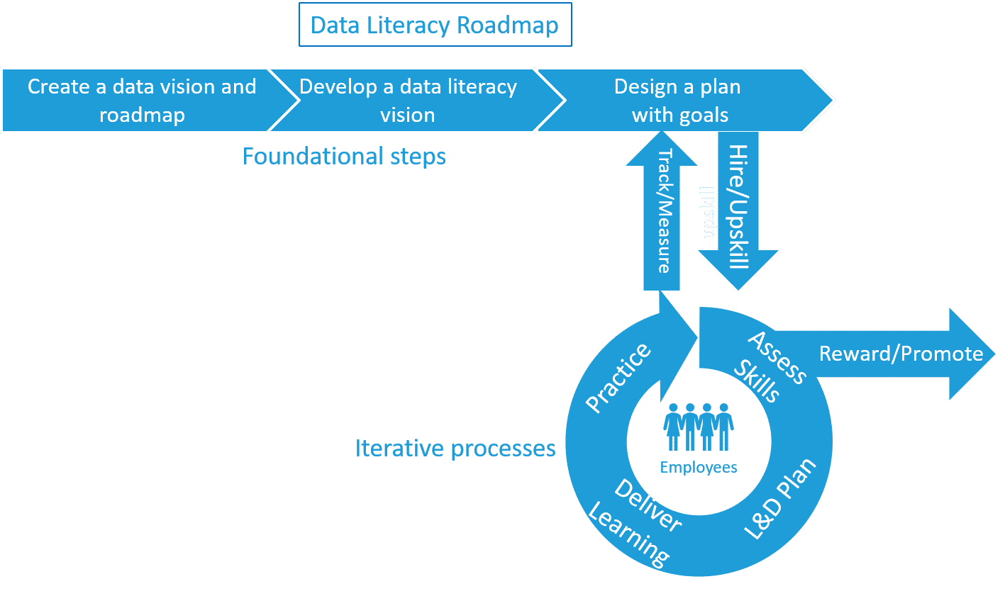 Data Literacy Roadmap
Create a data vision and
roadmap
Develop a data literacy
vision
Design a plan
with goals
Foundational steps
Track/Measure
Hire/Upskill
Reward/Promote
Assess
Skills
L&D Plan
Deliver
Learning
Practice
Employees
Iterative processes